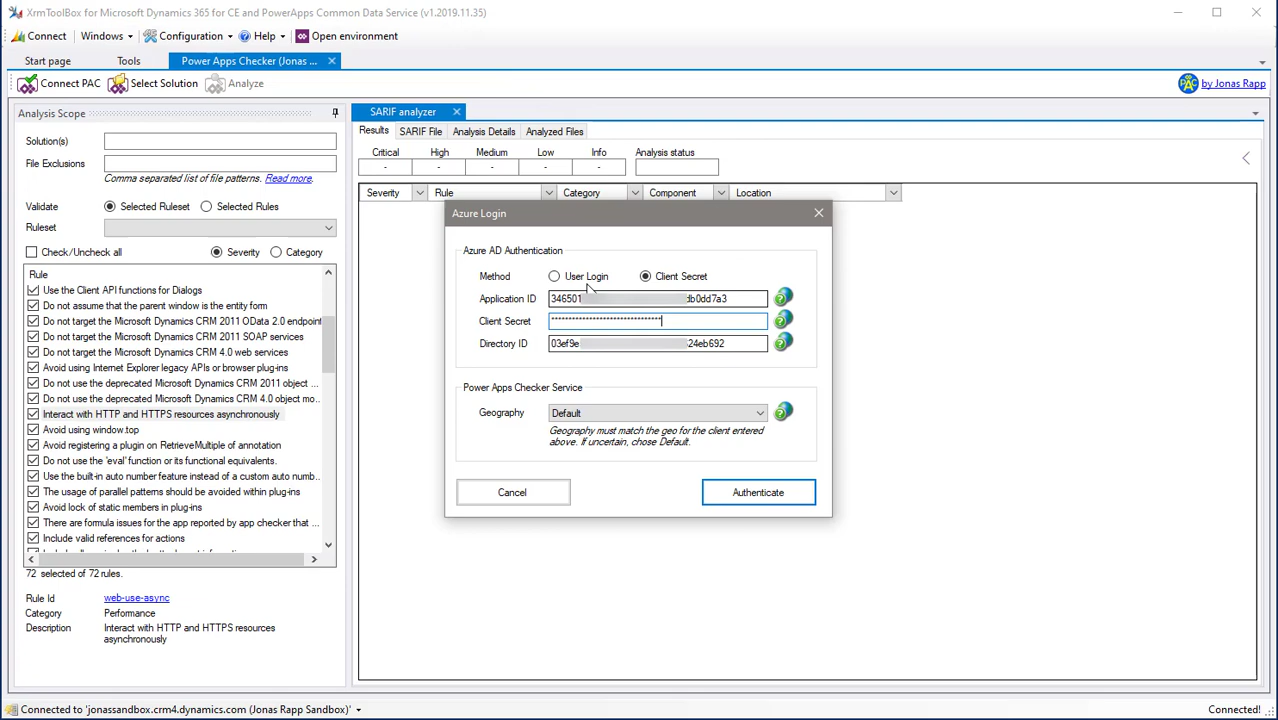 XrmToolBox for Microsoft Dynamics 365 for CE and PowerApps Common Data Service (v1.2019.11.35)
Connect Windows Configuration Help Open environment
Start page Tools Power Apps Checker (Jonas ...
Connect PAC Select Solution Analyze by Jonas Rapp
Analysis Scope
Solution(s)
File Exclusions
Comma separated list of file patterns. Read more.
Validate Selected Ruleset Selected Rules
Ruleset
Check/Uncheck all Severity Category
Rule
Use the Client API functions for Dialogs
Do not assume that the parent window is the entity form
Do not target the Microsoft Dynamics CRM 2011 OData 2.0 endpoint
Do not target the Microsoft Dynamics CRM 2011 SOAP services
Do not target the Microsoft Dynamics CRM 4.0 web services
Avoid using Internet Explorer legacy APIs or browser plug-ins
Do not use the deprecated Microsoft Dynamics CRM 2011 object ...
Do not use the deprecated Microsoft Dynamics CRM 4.0 object mo...
Interact with HTTP and HTTPS resources asynchronously
Avoid using window.top
Avoid registering a plugin on RetrieveMultiple of annotation
Do not use the 'eval' function or its functional equivalents.
Use the built-in auto number feature instead of a custom auto numb...
The usage of parallel patterns should be avoided within plug-ins
Avoid lock of static members in plug-ins
There are formula issues for the app reported by app checker that ...
Include valid references for actions
72 selected of 72 rules.
Rule Id web-use-async
Category Performance
Description Interact with HTTP and HTTPS resources
asynchronously
SARIF analyzer
Results SARIF File Analysis Details Analyzed Files
Critical High Medium Low Info Analysis status
- - - - -
Severity Rule Category Component Location
Azure Login
Azure AD Authentication
Method User Login Client Secret
Application ID 346501 db0dd7a3
Client Secret ********************************
Directory ID 03ef9e 24eb692
Power Apps Checker Service
Geography Default
Geography must match the geo for the client entered
above. If uncertain, chose Default.
Cancel Authenticate
Connected to 'jonassandbox.crm4.dynamics.com (Jonas Rapp Sandbox)' Connected!